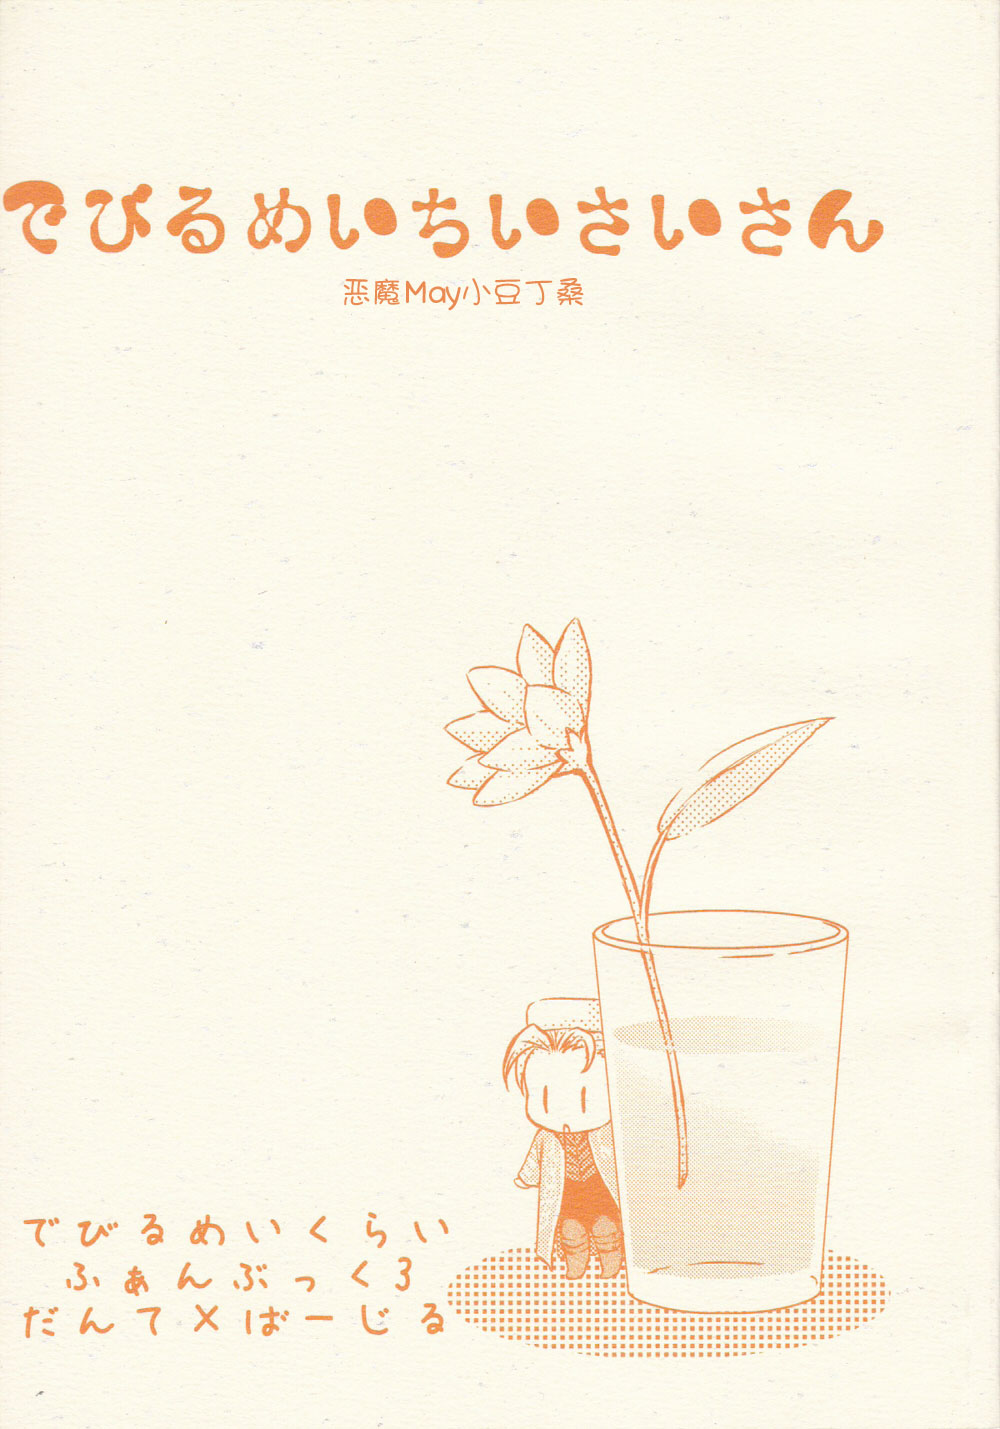 でびるめいちいさいさん
恶魔May小豆丁桑
でびるめいくらい
ふぁんぶっく3
だんて×ばーじる